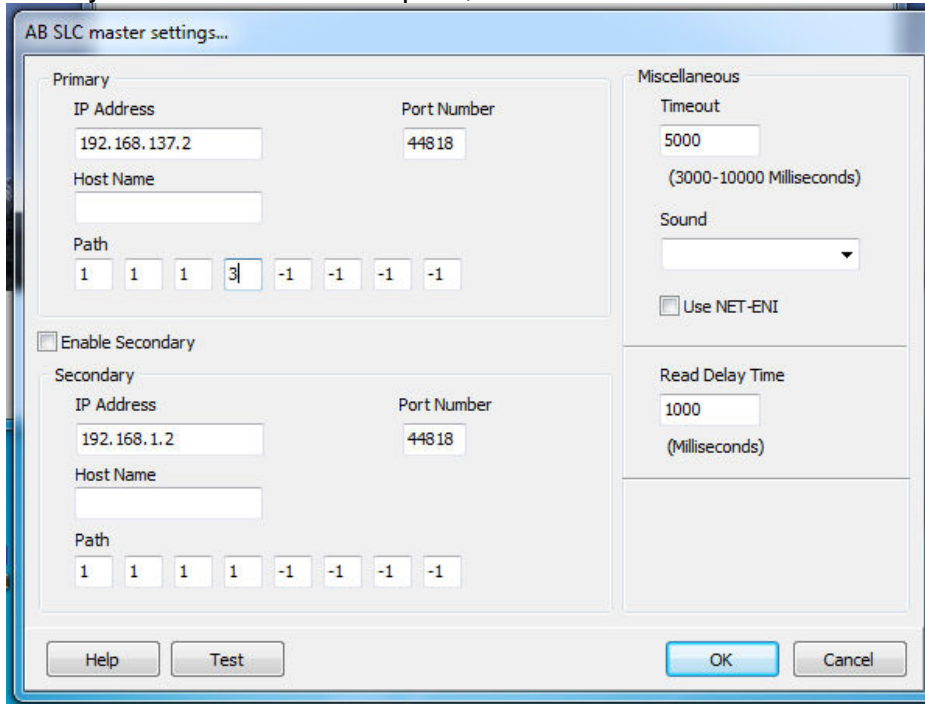 AB SLC master settings...
Primary
IP Address
Port Number
192.168.137.2
44818
Host Name
Path
1 1 1 3 -1 -1 -1 -1
Enable Secondary
Secondary
IP Address
Port Number
192.168.1.2
44818
Host Name
Path
1 1 1 1 -1 -1 -1 -1
Miscellaneous
Timeout
5000
(3000-10000 Milliseconds)
Sound
Use NET-ENI
Read Delay Time
1000
(Milliseconds)
Help
Test
OK
Cancel